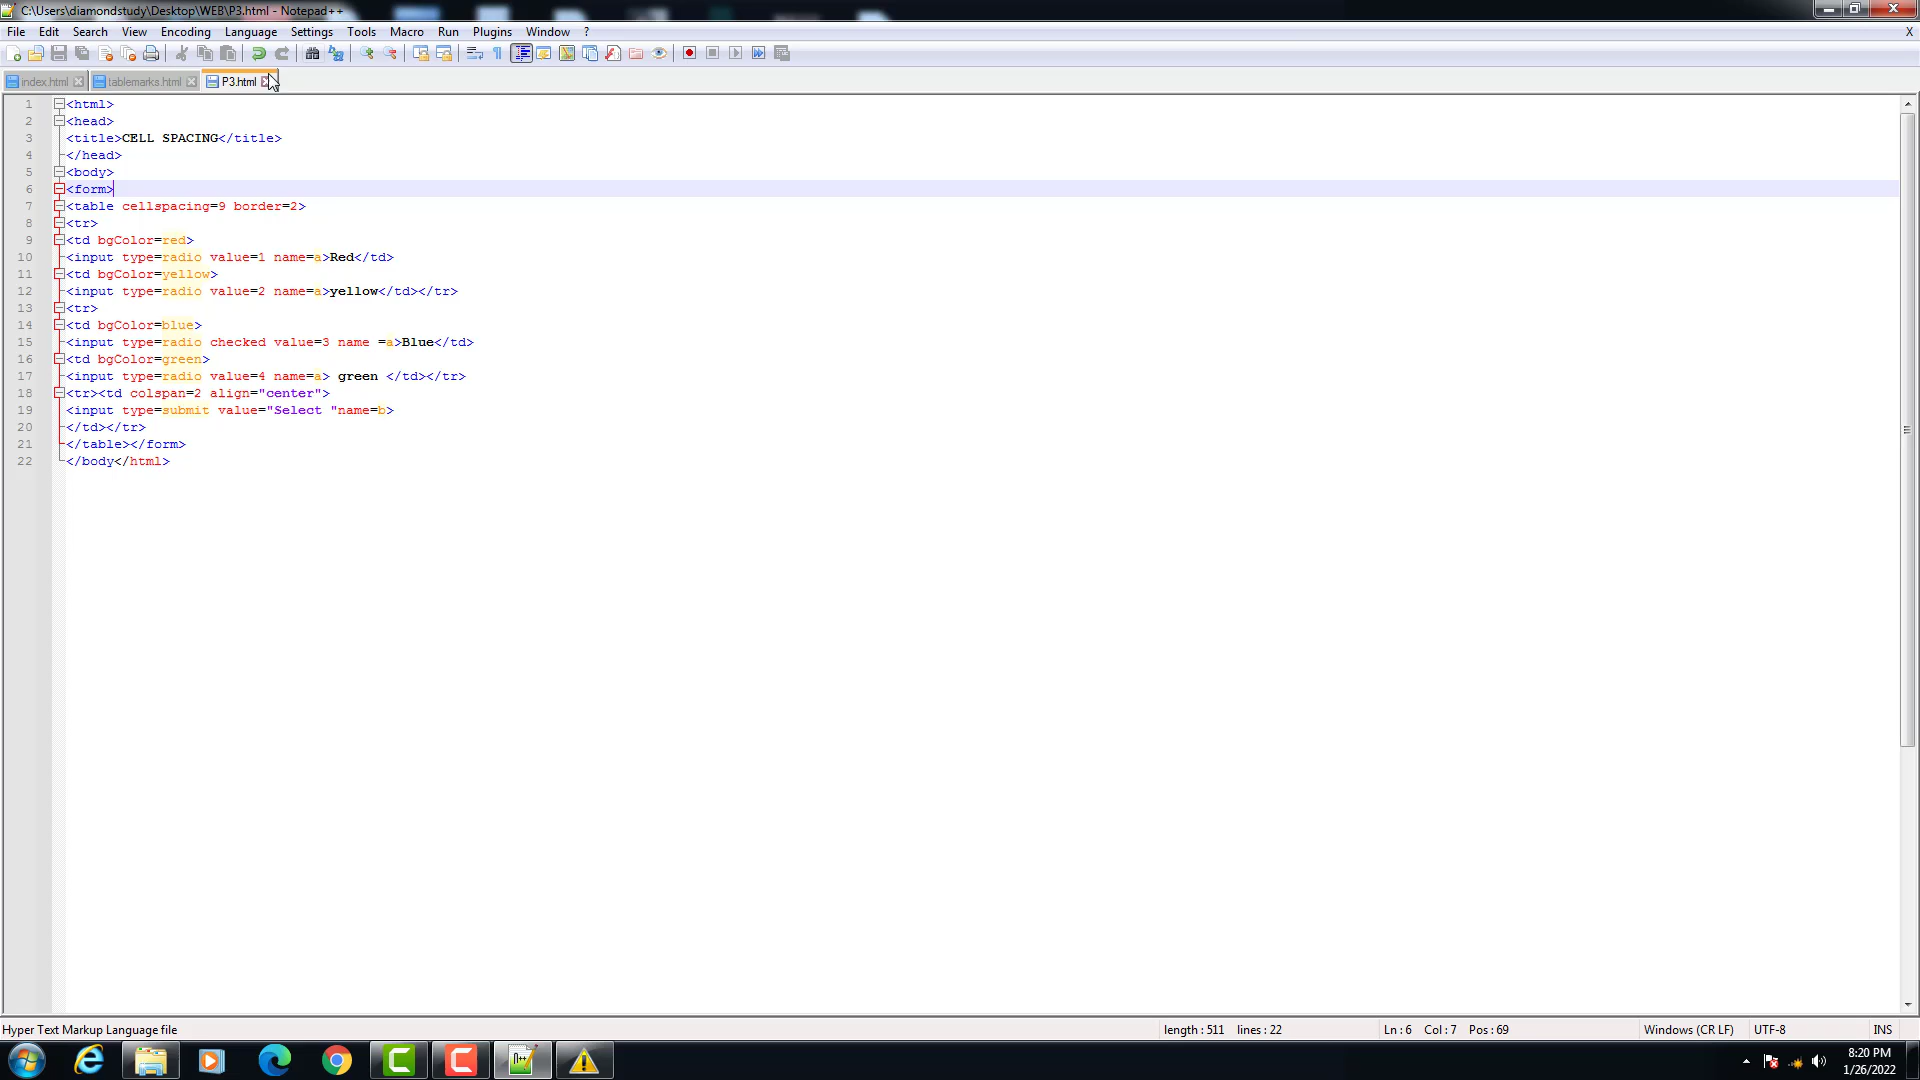 C:\Users\diamondstudy\Desktop\WEB\P3.html - Notepad++
File Edit Search View Encoding Language Settings Tools Macro Run Plugins Window ? X
index.html tablemarks.html P3.html
1 <html>
2 <head>
3 <title>CELL SPACING</title>
4 </head>
5 <body>
6 <form>
7 <table cellspacing=9 border=2>
8 <tr>
9 <td bgColor=red>
10 <input type=radio value=1 name=a>Red</td>
11 <td bgColor=yellow>
12 <input type=radio value=2 name=a>yellow</td></tr>
13 <tr>
14 <td bgColor=blue>
15 <input type=radio checked value=3 name =a>Blue</td>
16 <td bgColor=green>
17 <input type=radio value=4 name=a> green </td></tr>
18 <tr><td colspan=2 align="center">
19 <input type=submit value="Select "name=b>
20 </td></tr>
21 </table></form>
22 </body</html>
Hyper Text Markup Language file length : 511 lines : 22 Ln : 6 Col : 7 Pos : 69 Windows (CR LF) UTF-8 INS
8:20 PM
1/26/2022